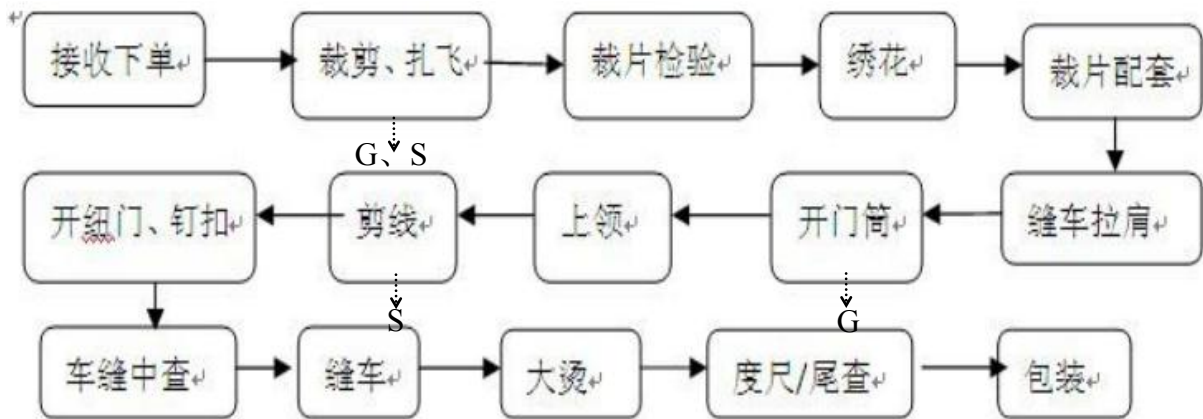 接收下单 裁剪、扎飞 裁片检验 绣花 裁片配套
G、S
开纽门、钉扣 剪线 上领 开门筒 缝车拉肩
S G
车缝中查 缝车 大烫 度尺/尾查 包装